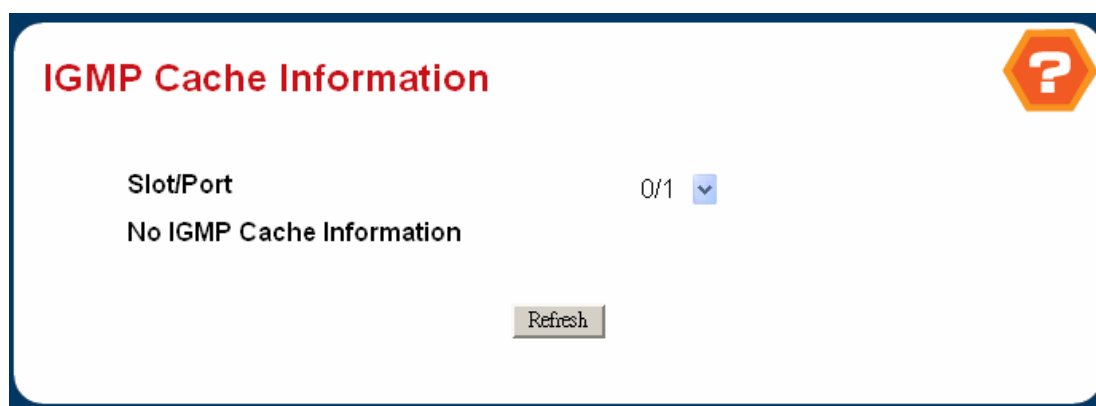 IGMP Cache Information
?
Slot/Port 0/1
No IGMP Cache Information
Refresh